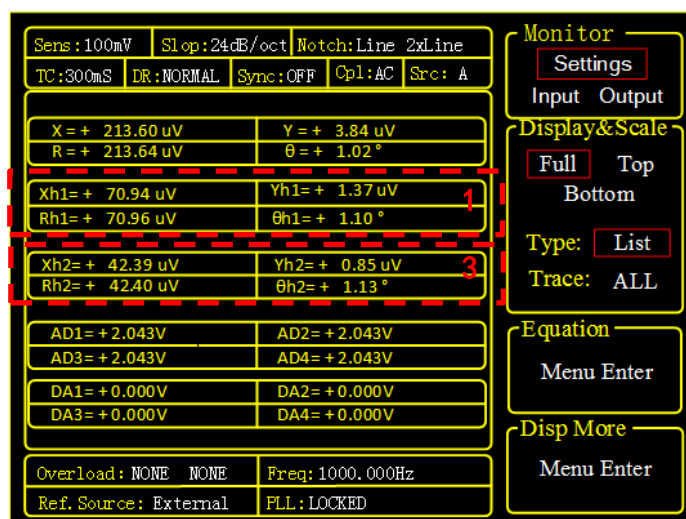 Sens:100mV Slop:24dB/oct Notch:Line 2xLine
TC:300mS DR:NORMAL Sync:OFF Cpl:AC Src: A
X = + 213.60 uV Y = + 3.84 uV
R = + 213.64 uV θ = + 1.02 °
Xh1= + 70.94 uV Yh1= + 1.37 uV 1
Rh1= + 70.96 uV θh1= + 1.10 °
Xh2= + 42.39 uV Yh2= + 0.85 uV 3
Rh2= + 42.40 uV θh2= + 1.13 °
AD1= +2.043V AD2= +2.043V
AD3= +2.043V AD4= +2.043V
DA1= +0.000V DA2= +0.000V
DA3= +0.000V DA4= +0.000V
Overload: NONE NONE Freq: 1000.000Hz
Ref. Source: External PLL: LOCKED
Monitor
Settings
Input Output
Display&Scale
Full Top
Bottom
Type: List
Trace: ALL
Equation
Menu Enter
Disp More
Menu Enter